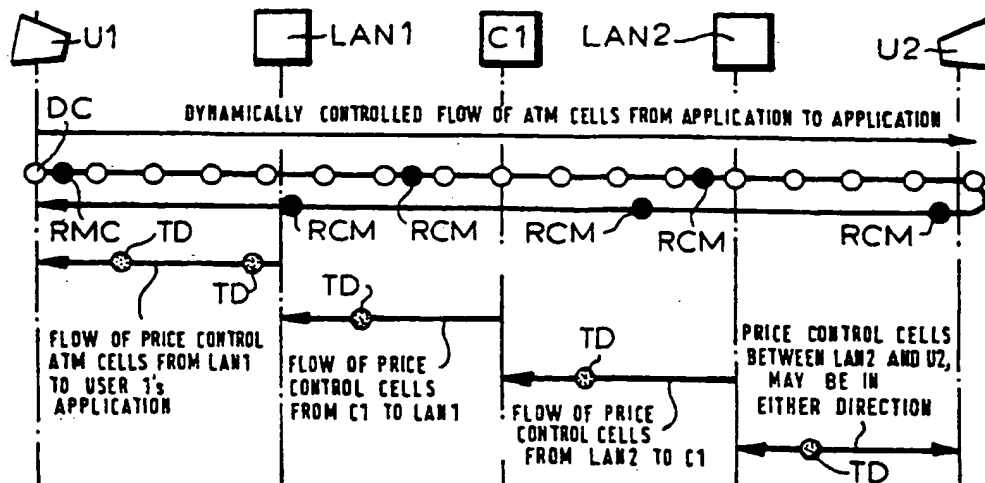 U1
LAN1
C1
LAN2
U2
DC
DYNAMICALLY CONTROLLED FLOW OF ATM CELLS FROM APPLICATION TO APPLICATION
RMC
RCM
RCM
RCM
RCM
RCM
TD
TD
TD
TD
TD
FLOW OF PRICE CONTROL
ATM CELLS FROM LAN1
TO USER 1's
APPLICATION
FLOW OF PRICE
CONTROL CELLS
FROM C1 TO LAN1
FLOW OF PRICE
CONTROL CELLS
FROM LAN2 TO C1
PRICE CONTROL CELLS
BETWEEN LAN2 AND U2,
MAY BE IN
EITHER DIRECTION